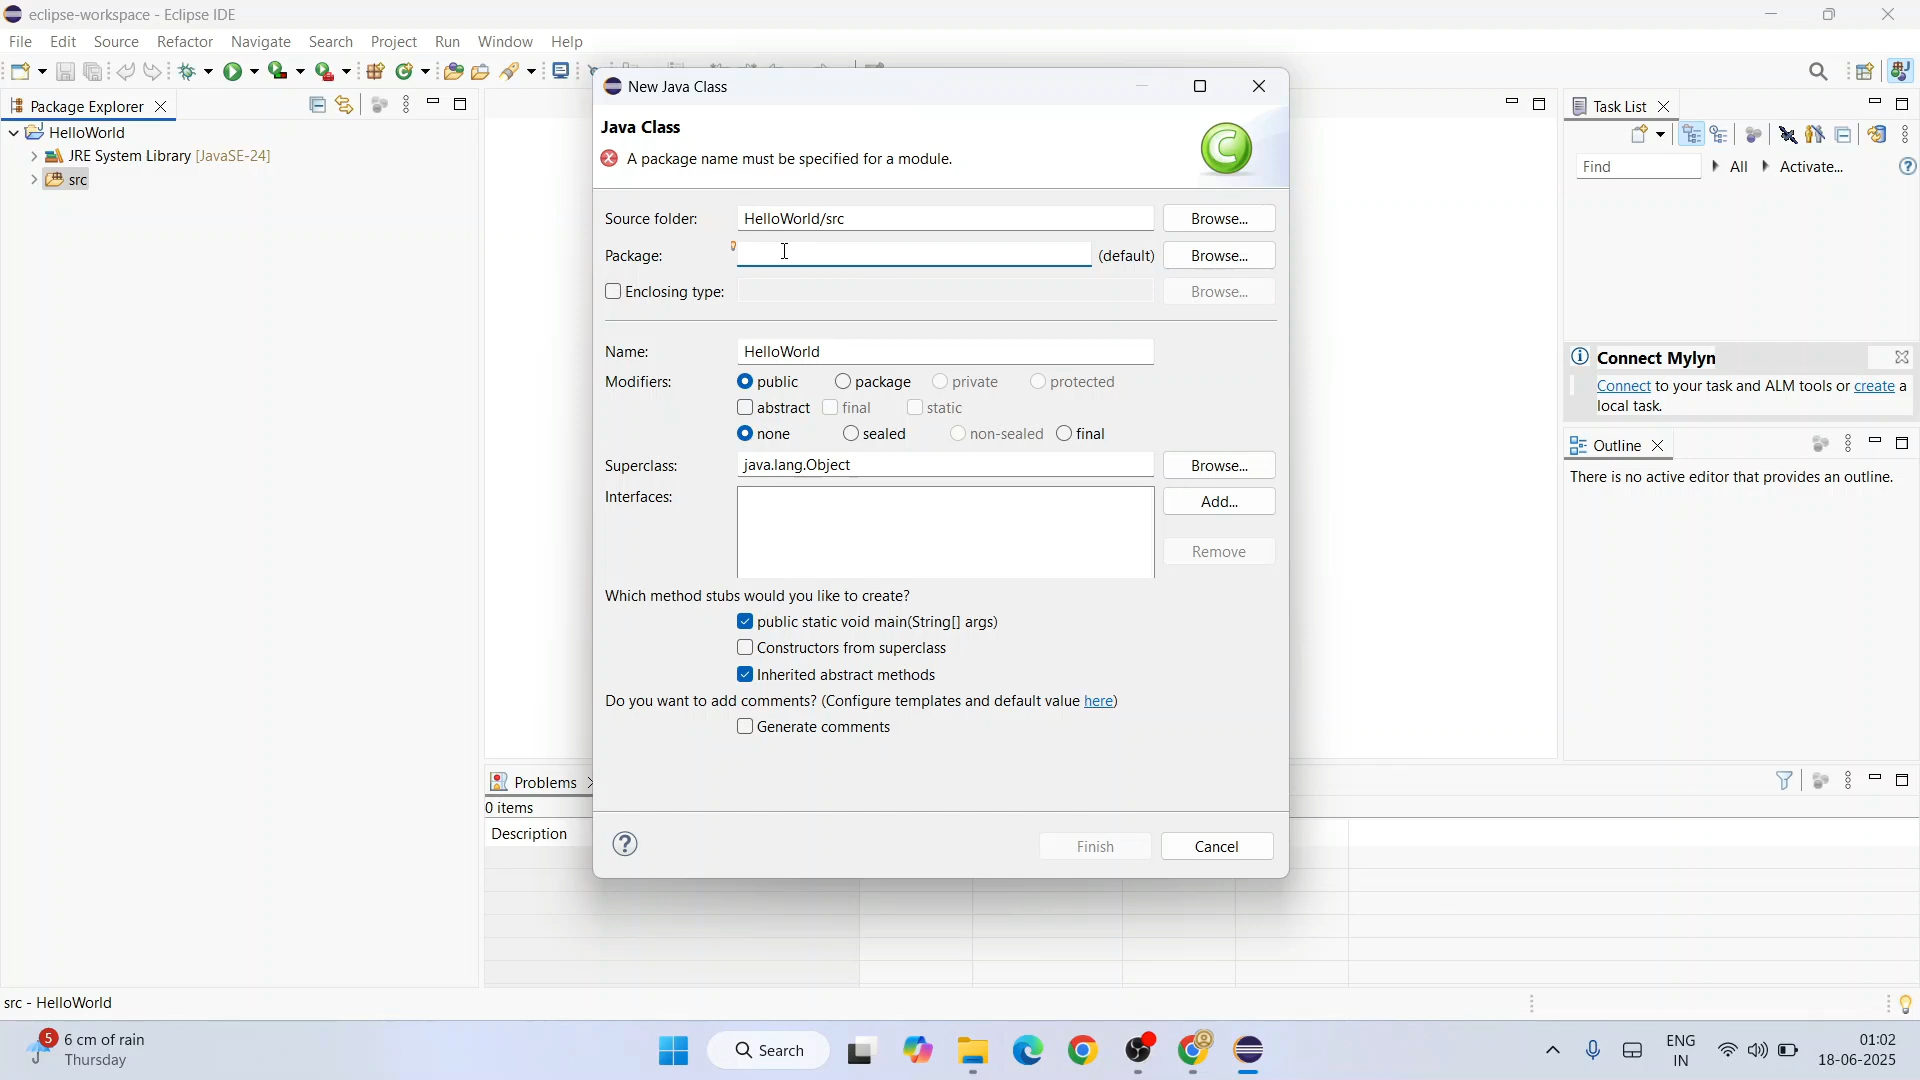 eclipse-workspace - Eclipse IDE
File Edit Source Refactor Navigate Search Project Run Window Help
Package Explorer
HelloWorld
JRE System Library [JavaSE-24]
src
New Java Class
Java Class
A package name must be specified for a module.
Source folder: HelloWorld/src Browse...
Package: (default) Browse...
Enclosing type: Browse...
Name: HelloWorld
Modifiers: public package private protected
abstract final static
none sealed non-sealed final
Superclass: java.lang.Object Browse...
Interfaces: Add...
Remove
Which method stubs would you like to create?
public static void main(String[] args)
Constructors from superclass
Inherited abstract methods
Do you want to add comments? (Configure templates and default value here)
Generate comments
Finish Cancel
Task List
Find All Activate...
Connect Mylyn
Connect to your task and ALM tools or create a
local task.
Outline
There is no active editor that provides an outline.
Problems
0 items
Description
src - HelloWorld
5 6 cm of rain
Thursday
Search
ENG
IN
01:02
18-06-2025